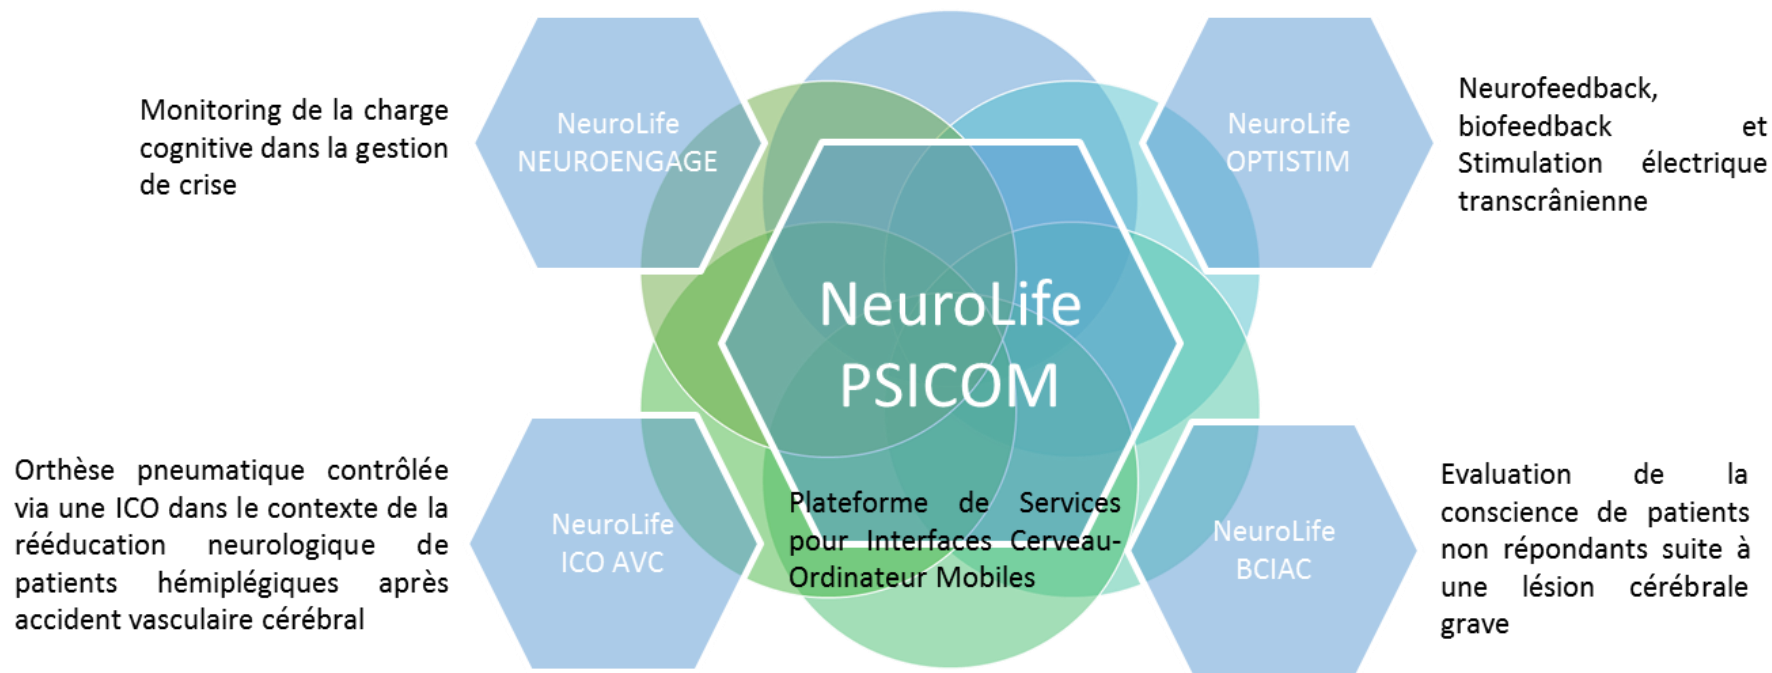 Monitoring de la charge
cognitive dans la gestion
de crise
NeuroLife
NEUROENGAGE
NeuroLife
OPTISTIM
Neurofeedback,
biofeedback et
Stimulation électrique
transcrânienne
NeuroLife
PSICOM
Plateforme de Services
pour Interfaces Cerveau-
Ordinateur Mobiles
Orthèse pneumatique contrôlée
via une ICO dans le contexte de la
rééducation neurologique de
patients hémiplégiques après
accident vasculaire cérébral
NeuroLife
ICO AVC
NeuroLife
BCIAC
Evaluation de la
conscience de patients
non répondants suite à
une lésion cérébrale
grave